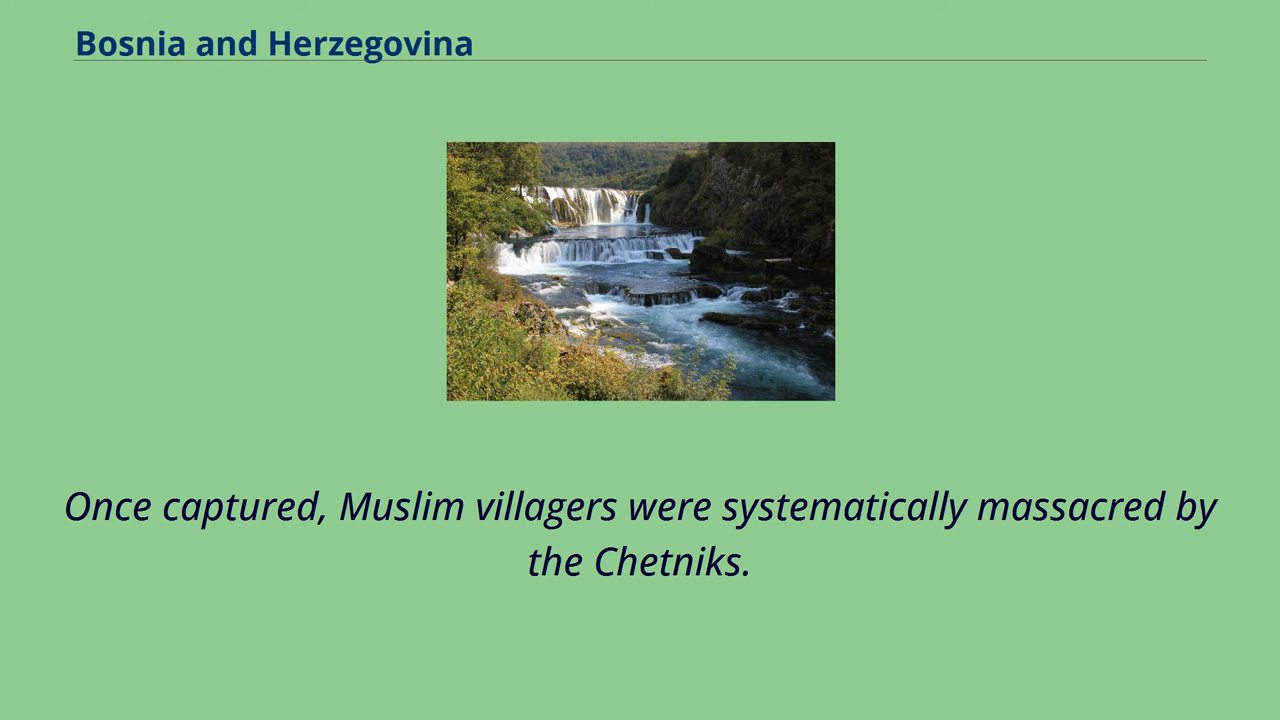 Bosnia and Herzegovina
Once captured, Muslim villagers were systematically massacred by
the Chetniks.